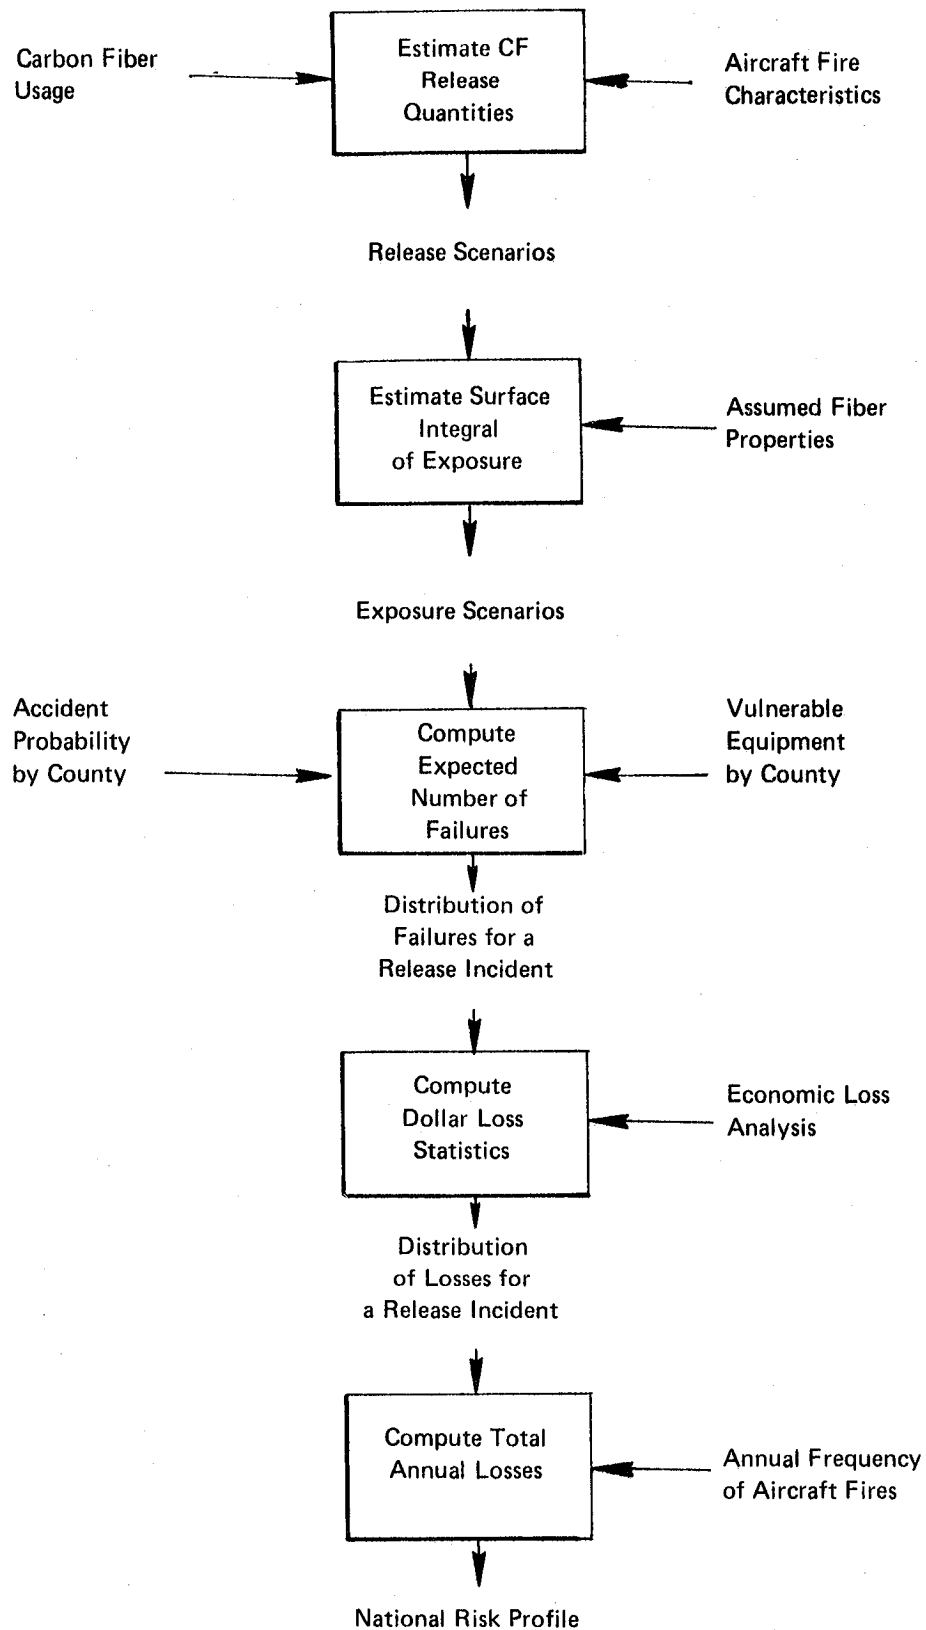 Carbon Fiber
Usage
Estimate CF
Release
Quantities
Aircraft Fire
Characteristics
Release Scenarios
Estimate Surface
Integral
of Exposure
Assumed Fiber
Properties
Exposure Scenarios
Accident
Probability
by County
Compute
Expected
Number of
Failures
Vulnerable
Equipment
by County
Distribution of
Failures for a
Release Incident
Compute
Dollar Loss
Statistics
Economic Loss
Analysis
Distribution
of Losses for
a Release Incident
Compute Total
Annual Losses
Annual Frequency
of Aircraft Fires
National Risk Profile